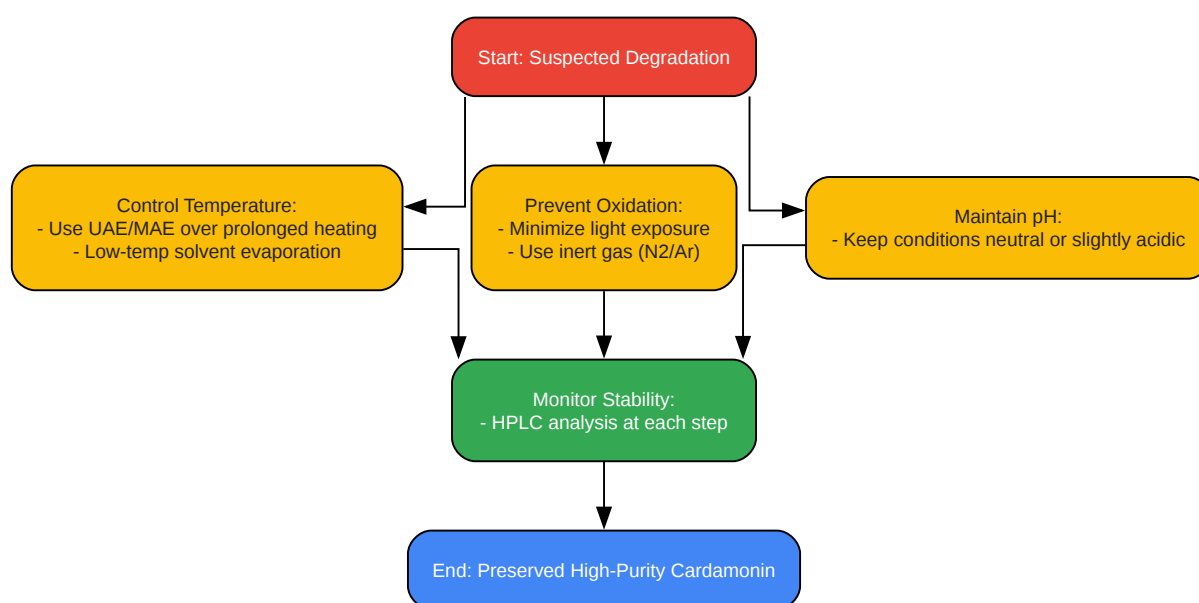 Start: Suspected Degradation
Control Temperature:
- Use UAE/MAE over prolonged heating
- Low-temp solvent evaporation
Prevent Oxidation:
- Minimize light exposure
- Use inert gas (N2/Ar)
Maintain pH:
- Keep conditions neutral or slightly acidic
Monitor Stability:
- HPLC analysis at each step
End: Preserved High-Purity Cardamonin